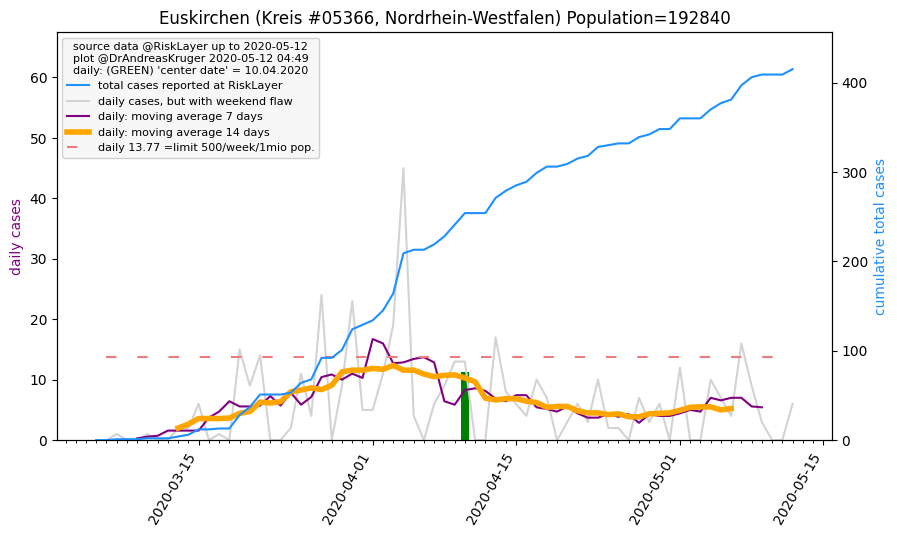 Euskirchen (Kreis #05366, Nordrhein-Westfalen) Population=192840
source data @RiskLayer up to 2020-05-12
plot @DrAndreasKruger 2020-05-12 04:49
daily: (GREEN) 'center date' = 10.04.2020
total cases reported at RiskLayer
daily cases, but with weekend flaw
daily: moving average 7 days
daily: moving average 14 days
daily 13.77 =limit 500/week/1mio pop.
daily cases
60
50
40
30
20
10
0
400
300
200
100
0
cumulative total cases
2020-03-15
2020-04-01
2020-04-15
2020-05-01
2020-05-15